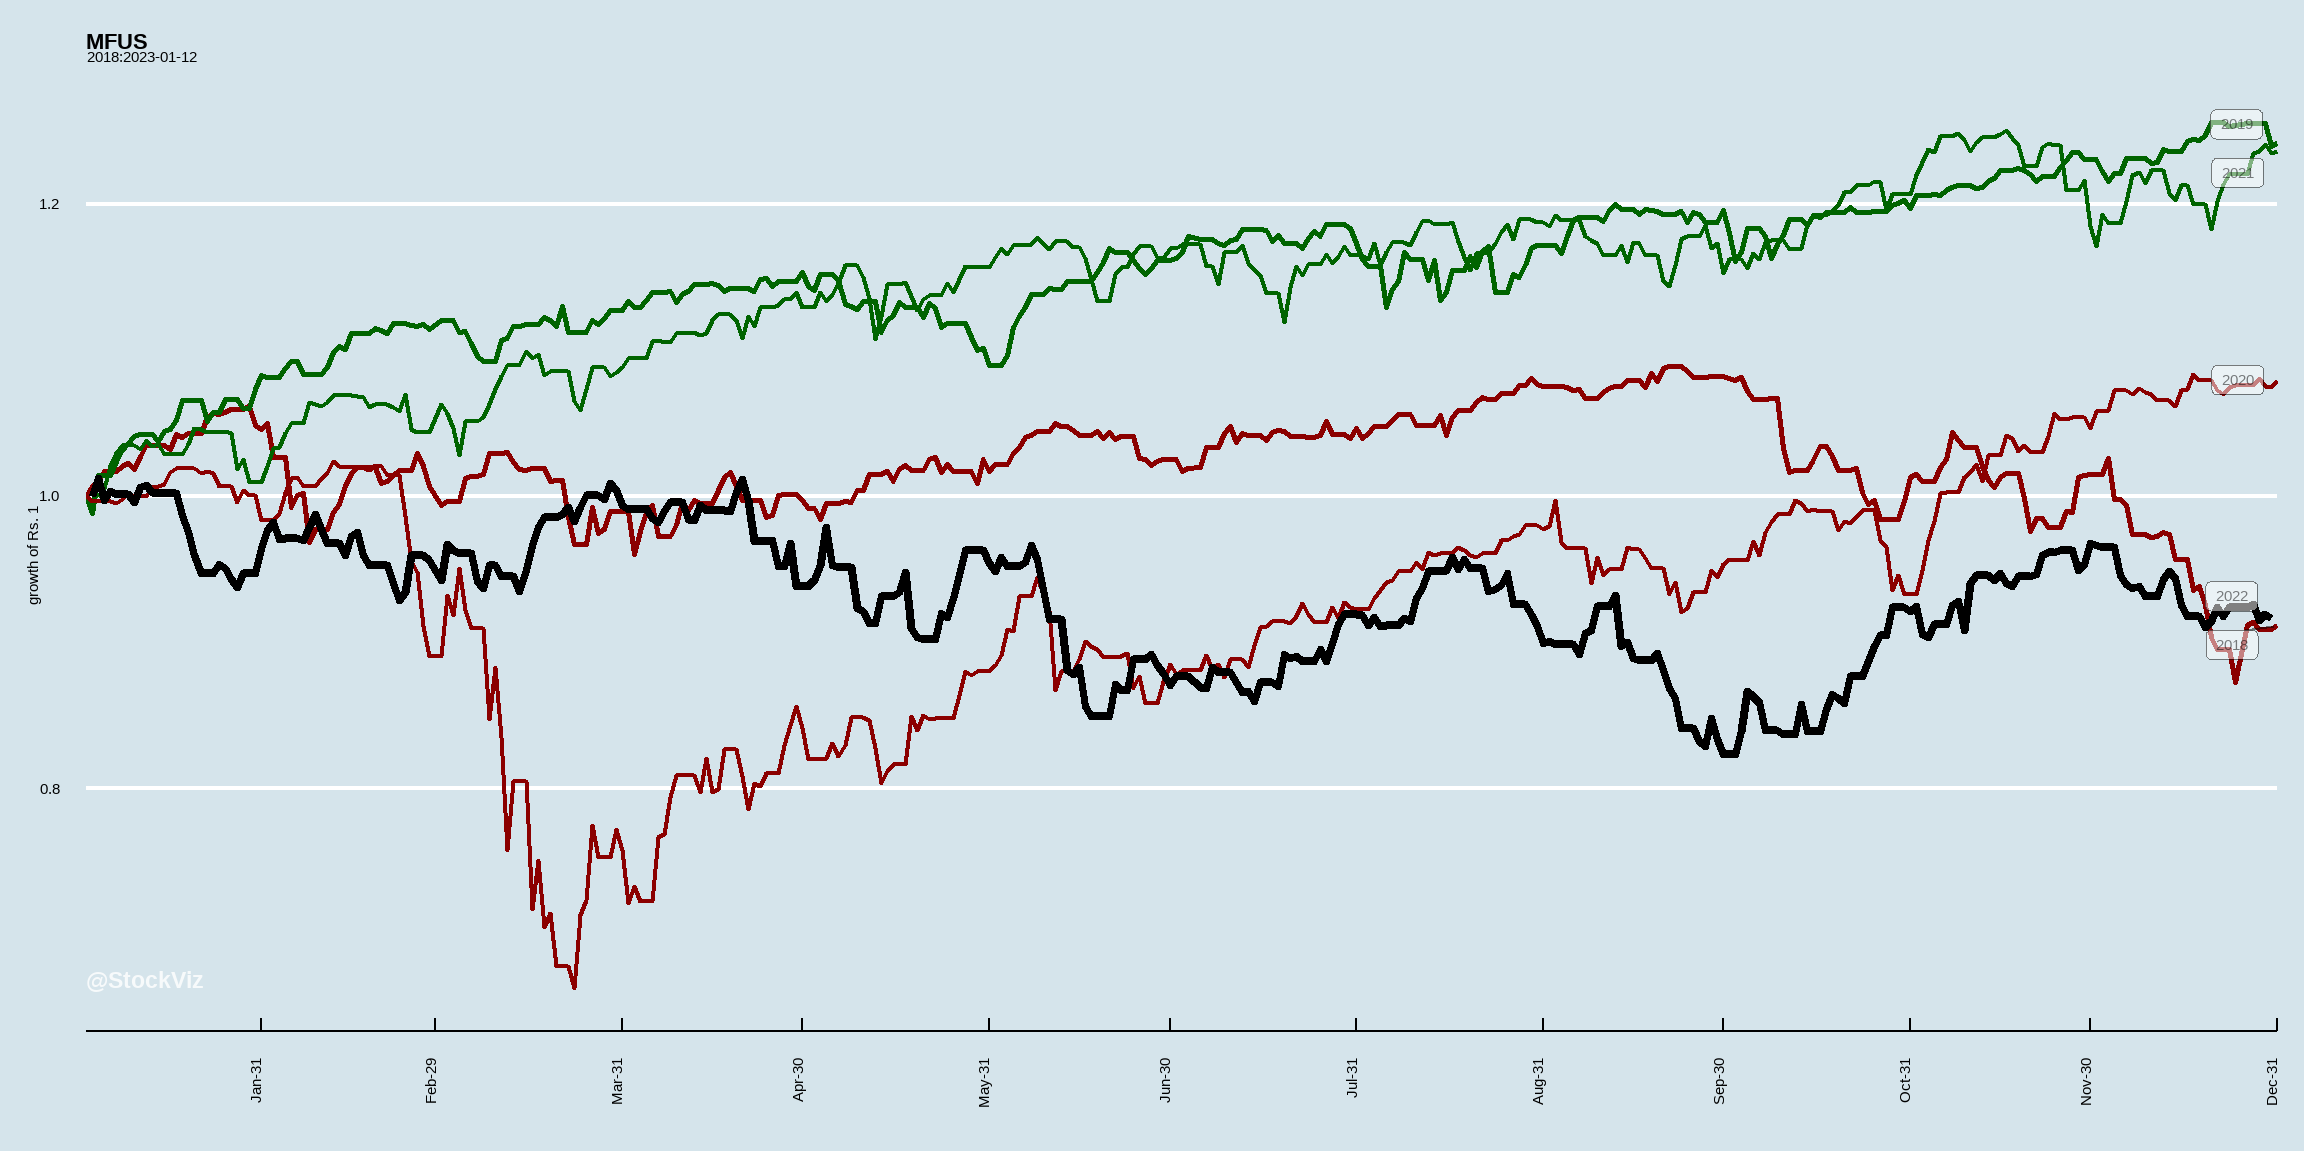 MFUS
2018:2023-01-12
2019
2021
1.2
2020
1.0
growth of Rs. 1
2022
2018
0.8
@StockViz
Jan-31
Feb-29
Mar-31
Apr-30
May-31
Jun-30
Jul-31
Aug-31
Sep-30
Oct-31
Nov-30
Dec-31